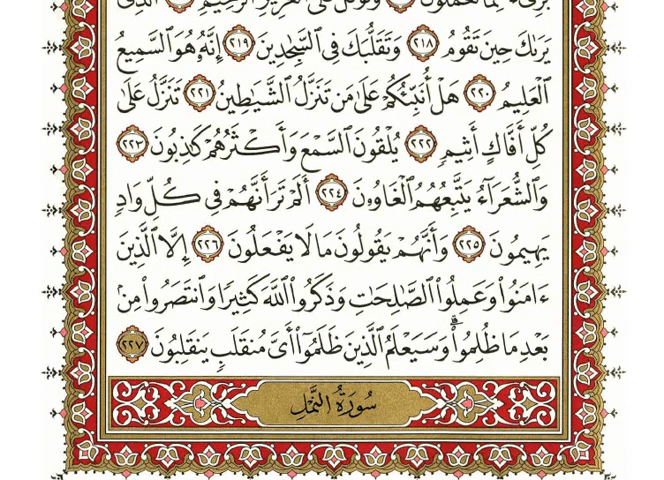 يَرَىٰكَ حِينَ تَقُومُ ٢١٨ وَتَقَلُّبَكَ فِي ٱلسَّٰجِدِينَ ٢١٩ إِنَّهُۥ هُوَ ٱلسَّمِيعُ
ٱلْعَلِيمُ ٢٢٠ هَلْ أُنَبِّئُكُمْ عَلَىٰ مَن تَنَزَّلُ ٱلشَّيَٰطِينُ ٢٢١ تَنَزَّلُ عَلَىٰ
كُلِّ أَفَّاكٍ أَثِيمٍ ٢٢٢ يُلْقُونَ ٱلسَّمْعَ وَأَكْثَرُهُمْ كَٰذِبُونَ ٢٢٣
وَٱلشُّعَرَآءُ يَتَّبِعُهُمُ ٱلْغَاوُۥنَ ٢٢٤ أَلَمْ تَرَ أَنَّهُمْ فِي كُلِّ وَادٍ
يَهِيمُونَ ٢٢٥ وَأَنَّهُمْ يَقُولُونَ مَا لَا يَفْعَلُونَ ٢٢٦ إِلَّا ٱلَّذِينَ
ءَامَنُوا۟ وَعَمِلُوا۟ ٱلصَّٰلِحَٰتِ وَذَكَرُوا۟ ٱللَّهَ كَثِيرًا وَٱنتَصَرُوا۟ مِنۢ
بَعْدِ مَا ظُلِمُوا۟ ۗ وَسَيَعْلَمُ ٱلَّذِينَ ظَلَمُوٓا۟ أَيَّ مُنقَلَبٍ يَنقَلِبُونَ ٢٢٧
سُورَةُ النَّمْلِ